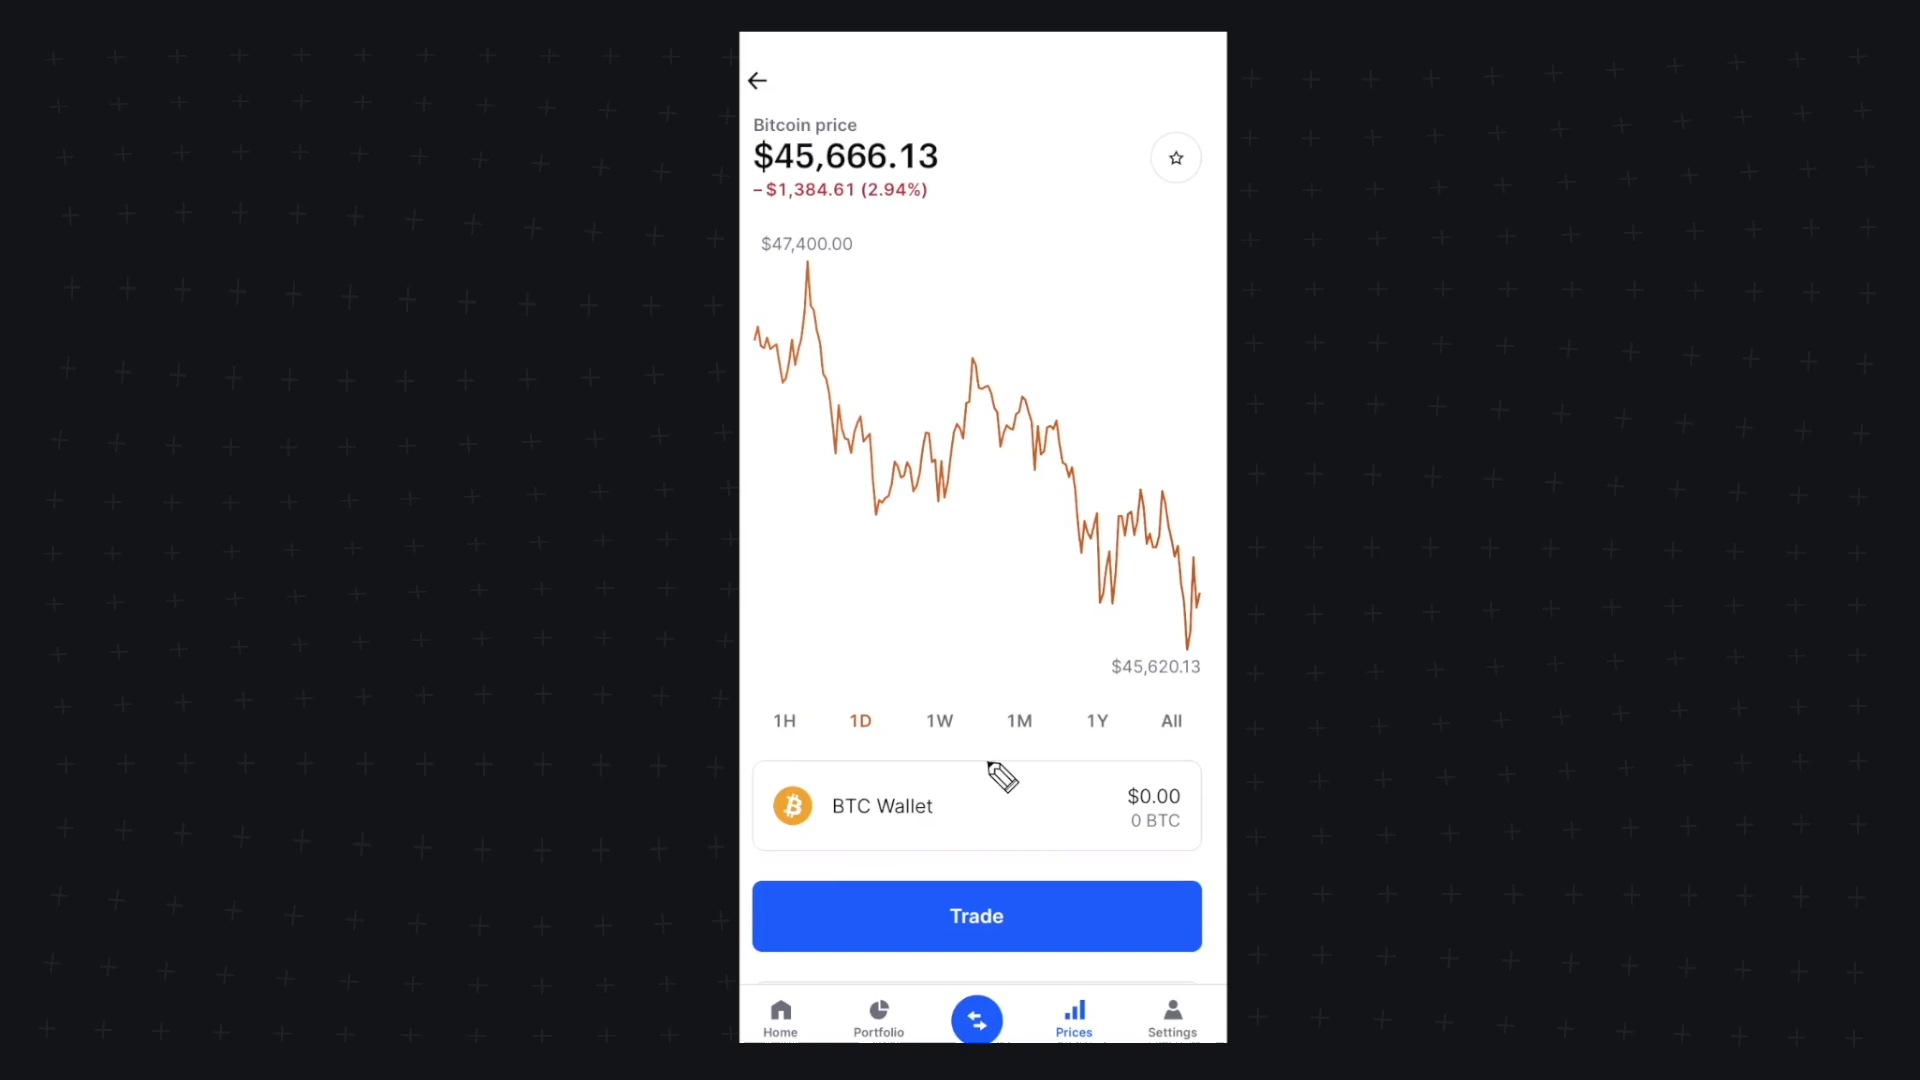 Bitcoin price
$45,666.13
–$1,384.61 (2.94%)
$47,400.00
$45,620.13
1H 1D 1W 1M 1Y All
BTC Wallet
$0.00
0 BTC
Trade
Home Portfolio Prices Settings